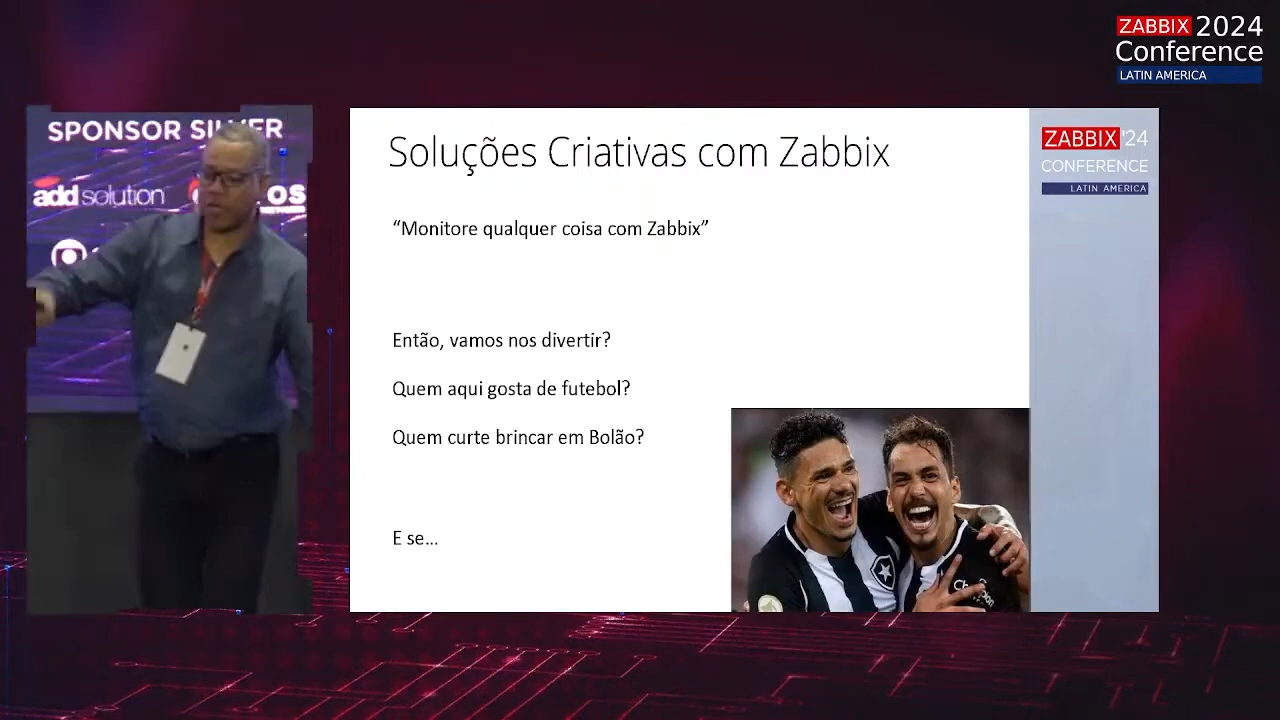 ZABBIX 2024
Conference
LATIN AMERICA
SPONSOR SILVER
add solution
OS
Soluções Criativas com Zabbix
ZABBIX '24
CONFERENCE
LATIN AMERICA
“Monitore qualquer coisa com Zabbix”
Então, vamos nos divertir?
Quem aqui gosta de futebol?
Quem curte brincar em Bolão?
E se...